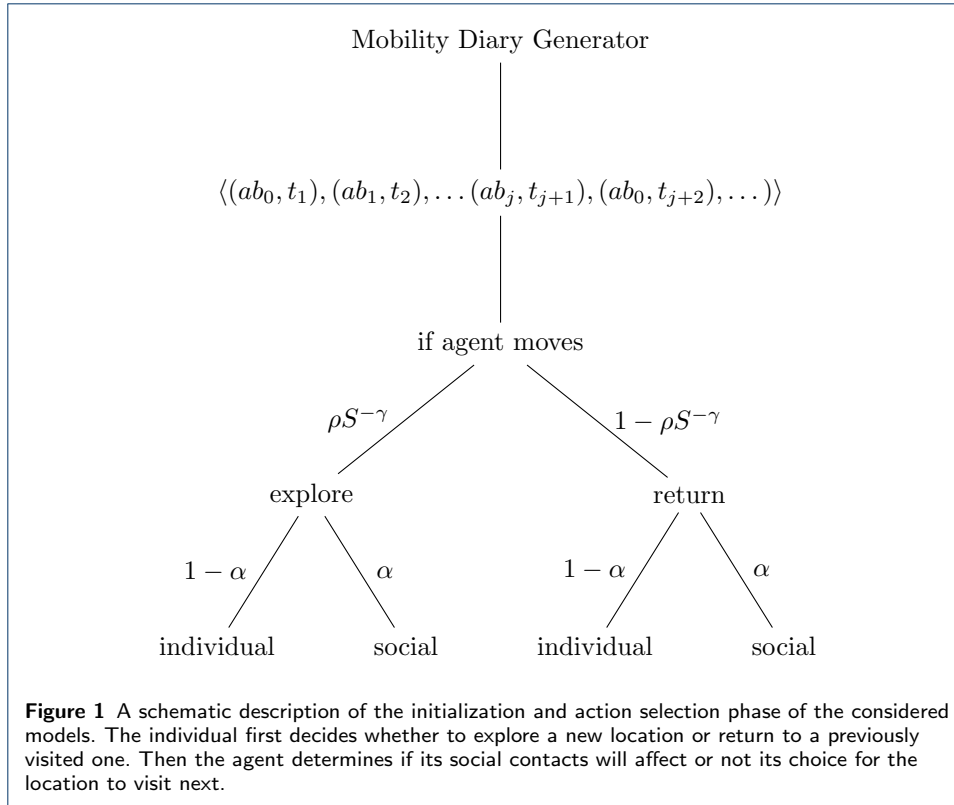 Mobility Diary Generator
⟨(ab₀, t₁), (ab₁, t₂), . . . (abⱼ, tⱼ₊₁), (ab₀, tⱼ₊₂), . . . )⟩
if agent moves
ρS^{−γ} 1 − ρS^{−γ}
explore return
1 − α α 1 − α α
individual social individual social
Figure 1 A schematic description of the initialization and action selection phase of the considered
models. The individual first decides whether to explore a new location or return to a previously
visited one. Then the agent determines if its social contacts will affect or not its choice for the
location to visit next.